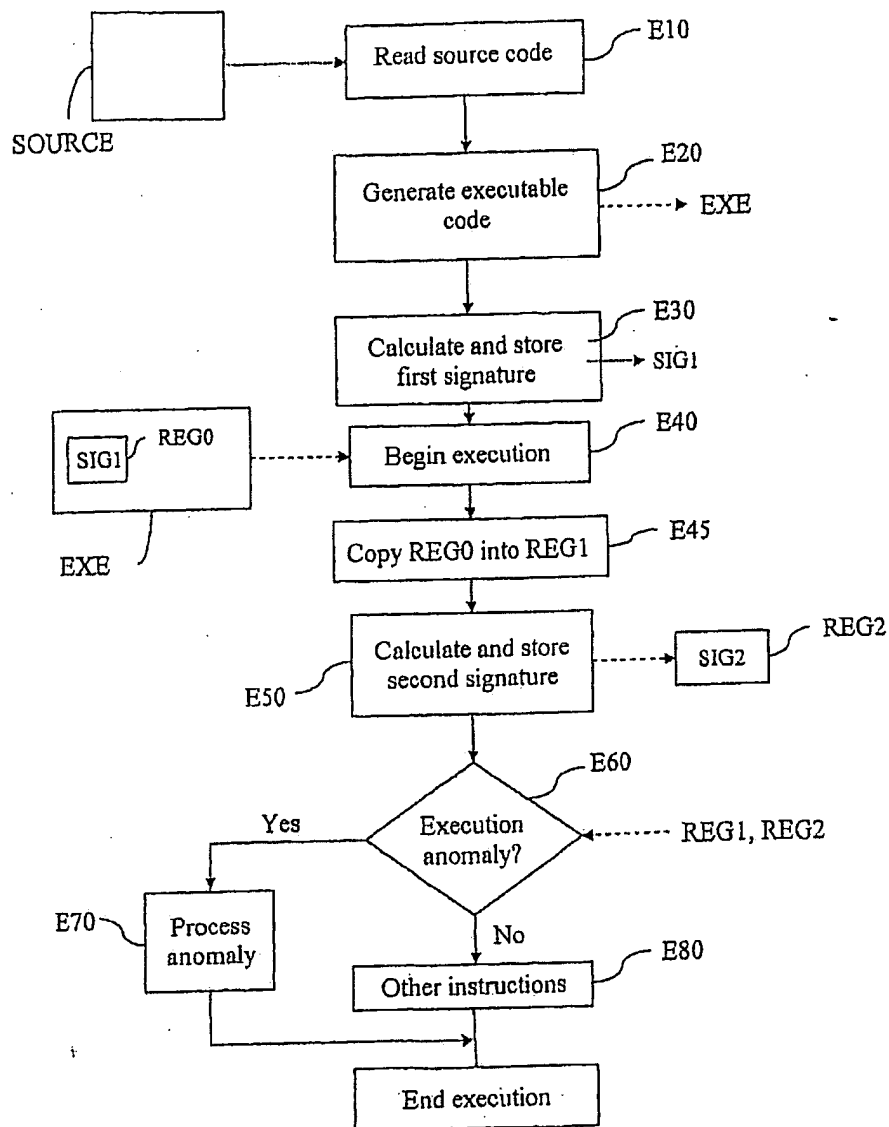 E10
Read source code
SOURCE
E20
Generate executable
code
EXE
E30
Calculate and store
first signature
SIG1
E40
SIG1
REG0
Begin execution
E45
EXE
Copy REG0 into REG1
REG2
Calculate and store
second signature
SIG2
E50
E60
Yes
Execution
anomaly?
REG1, REG2
E70
Process
anomaly
No
E80
Other instructions
End execution